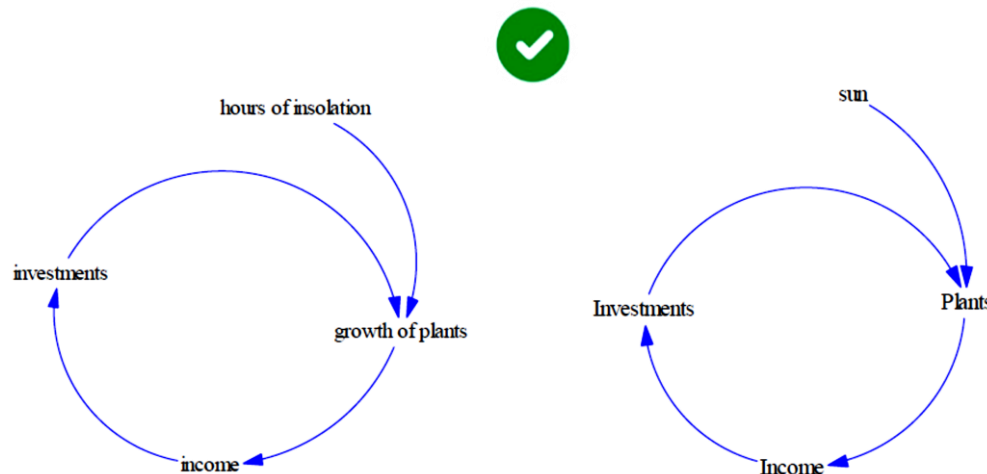 hours of insolation
investments
growth of plants
income
sun
Investments
Plants
Income